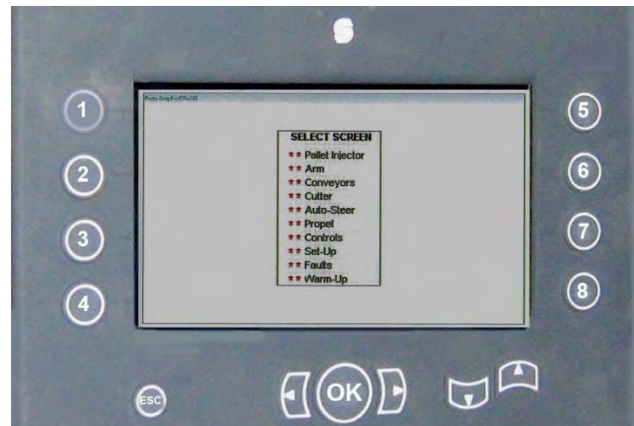 1
5
SELECT SCREEN
** Pallet Injector
** Arm
2
6
** Conveyors
** Cutter
** Auto-Steer
3
7
** Propel
** Controls
** Set-Up
** Faults
** Warm-Up
4
8
ESC
OK